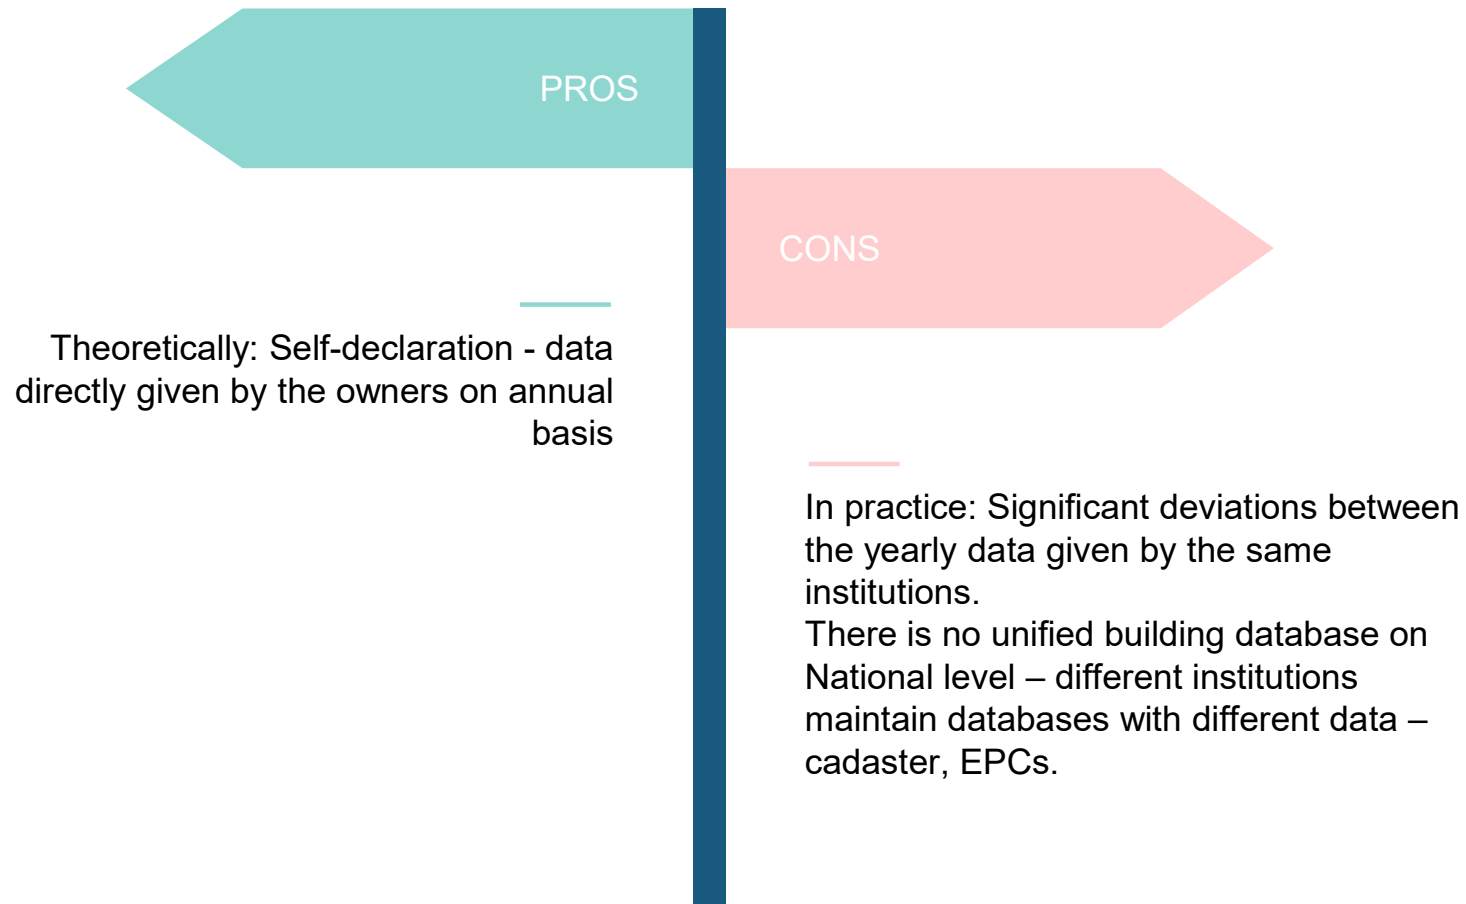 PROS
CONS
Theoretically: Self-declaration - data
directly given by the owners on annual
basis
In practice: Significant deviations between
the yearly data given by the same
institutions.
There is no unified building database on
National level – different institutions
maintain databases with different data –
cadaster, EPCs.